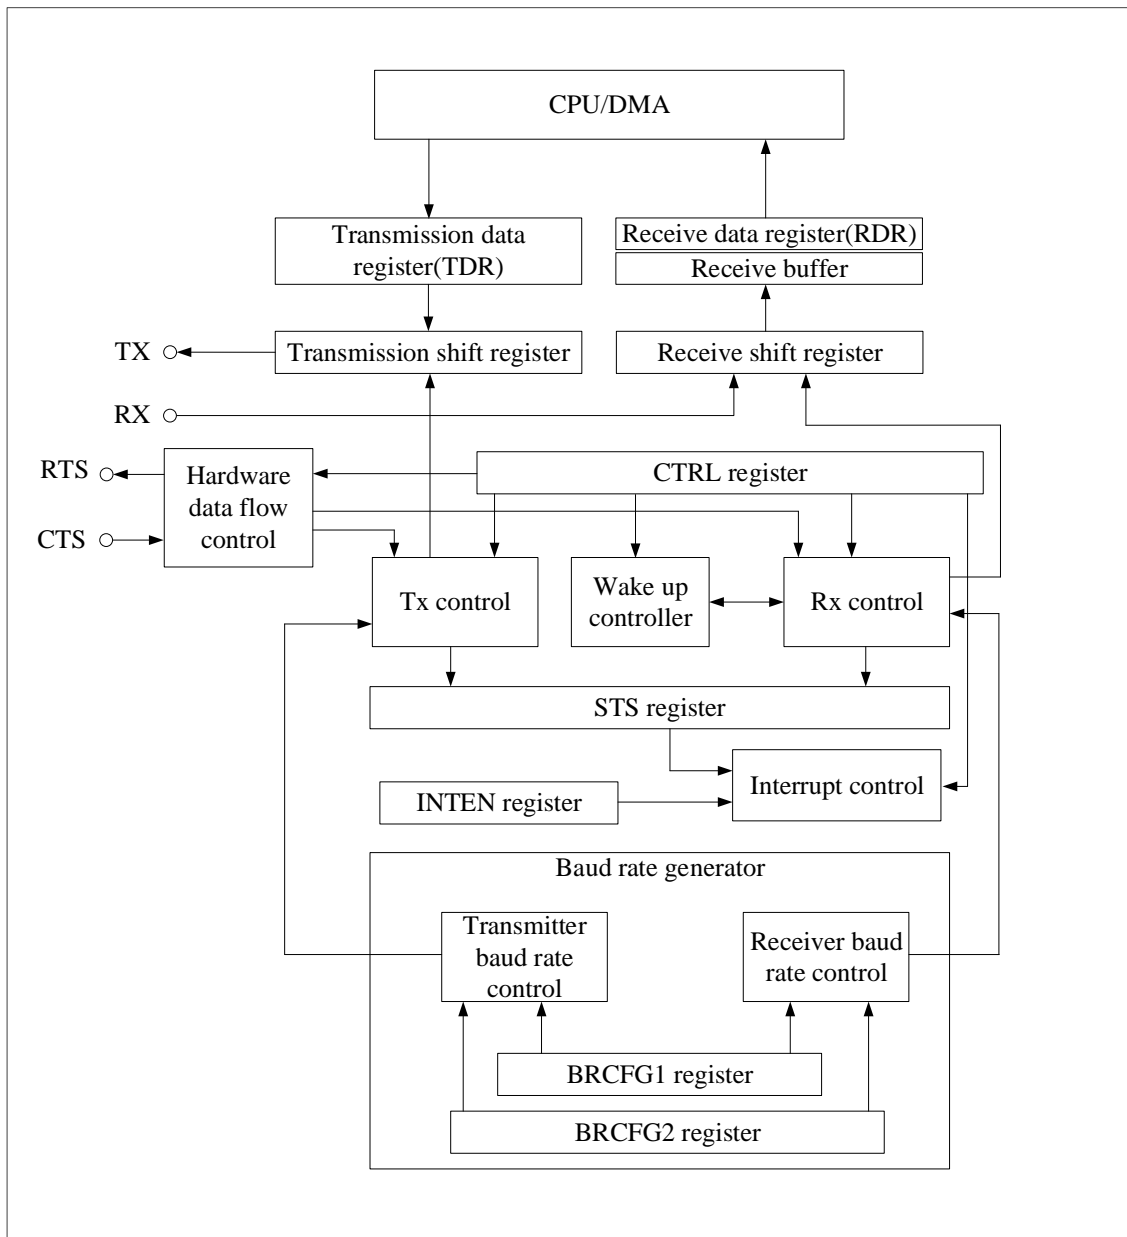 CPU/DMA
Transmission data
register(TDR)
Receive data register(RDR)
Receive buffer
TX
Transmission shift register
Receive shift register
RX
RTS
Hardware
data flow
control
CTRL register
CTS
Tx control
Wake up
controller
Rx control
STS register
Interrupt control
INTEN register
Baud rate generator
Transmitter
baud rate
control
Receiver baud
rate control
BRCFG1 register
BRCFG2 register